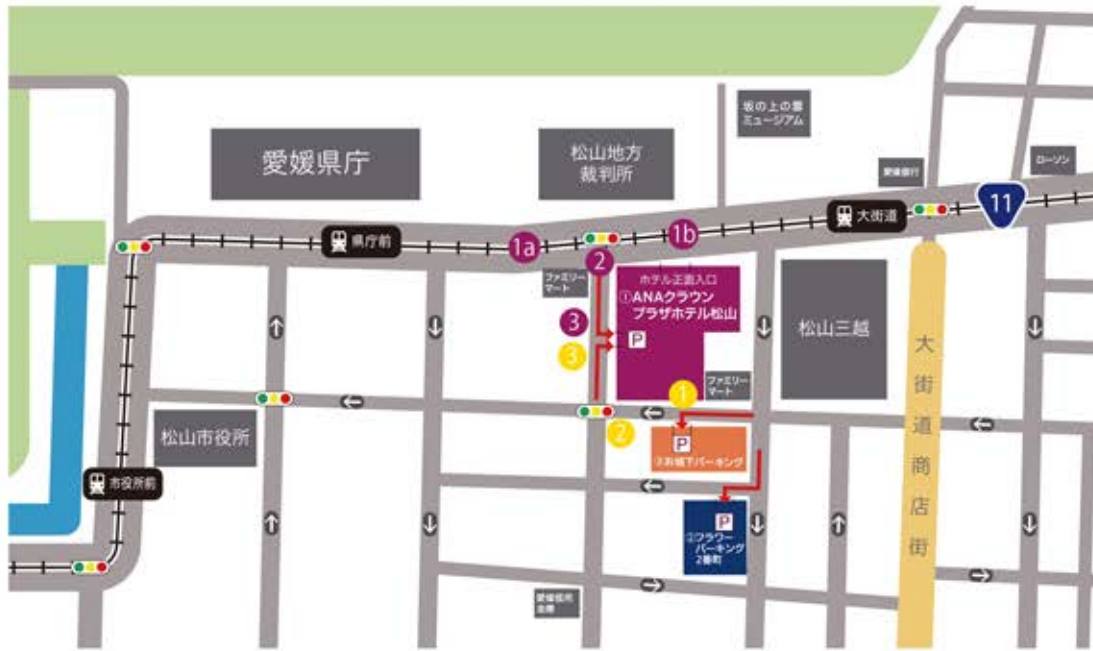 坂の上の雲
ミュージアム
愛媛県庁
松山地方
裁判所
愛媛銀行
ローソン
11
大街道
県庁前
1a
1b
2
ファミリー
マート
ホテル正面入口
①ANAクラウン
プラザホテル松山
松山三越
3
P
3
大街道商店街
ファミリー
マート
1
松山市役所
2
P
③お城下パーキング
市役所前
P
②フラワー
パーキング
2番町